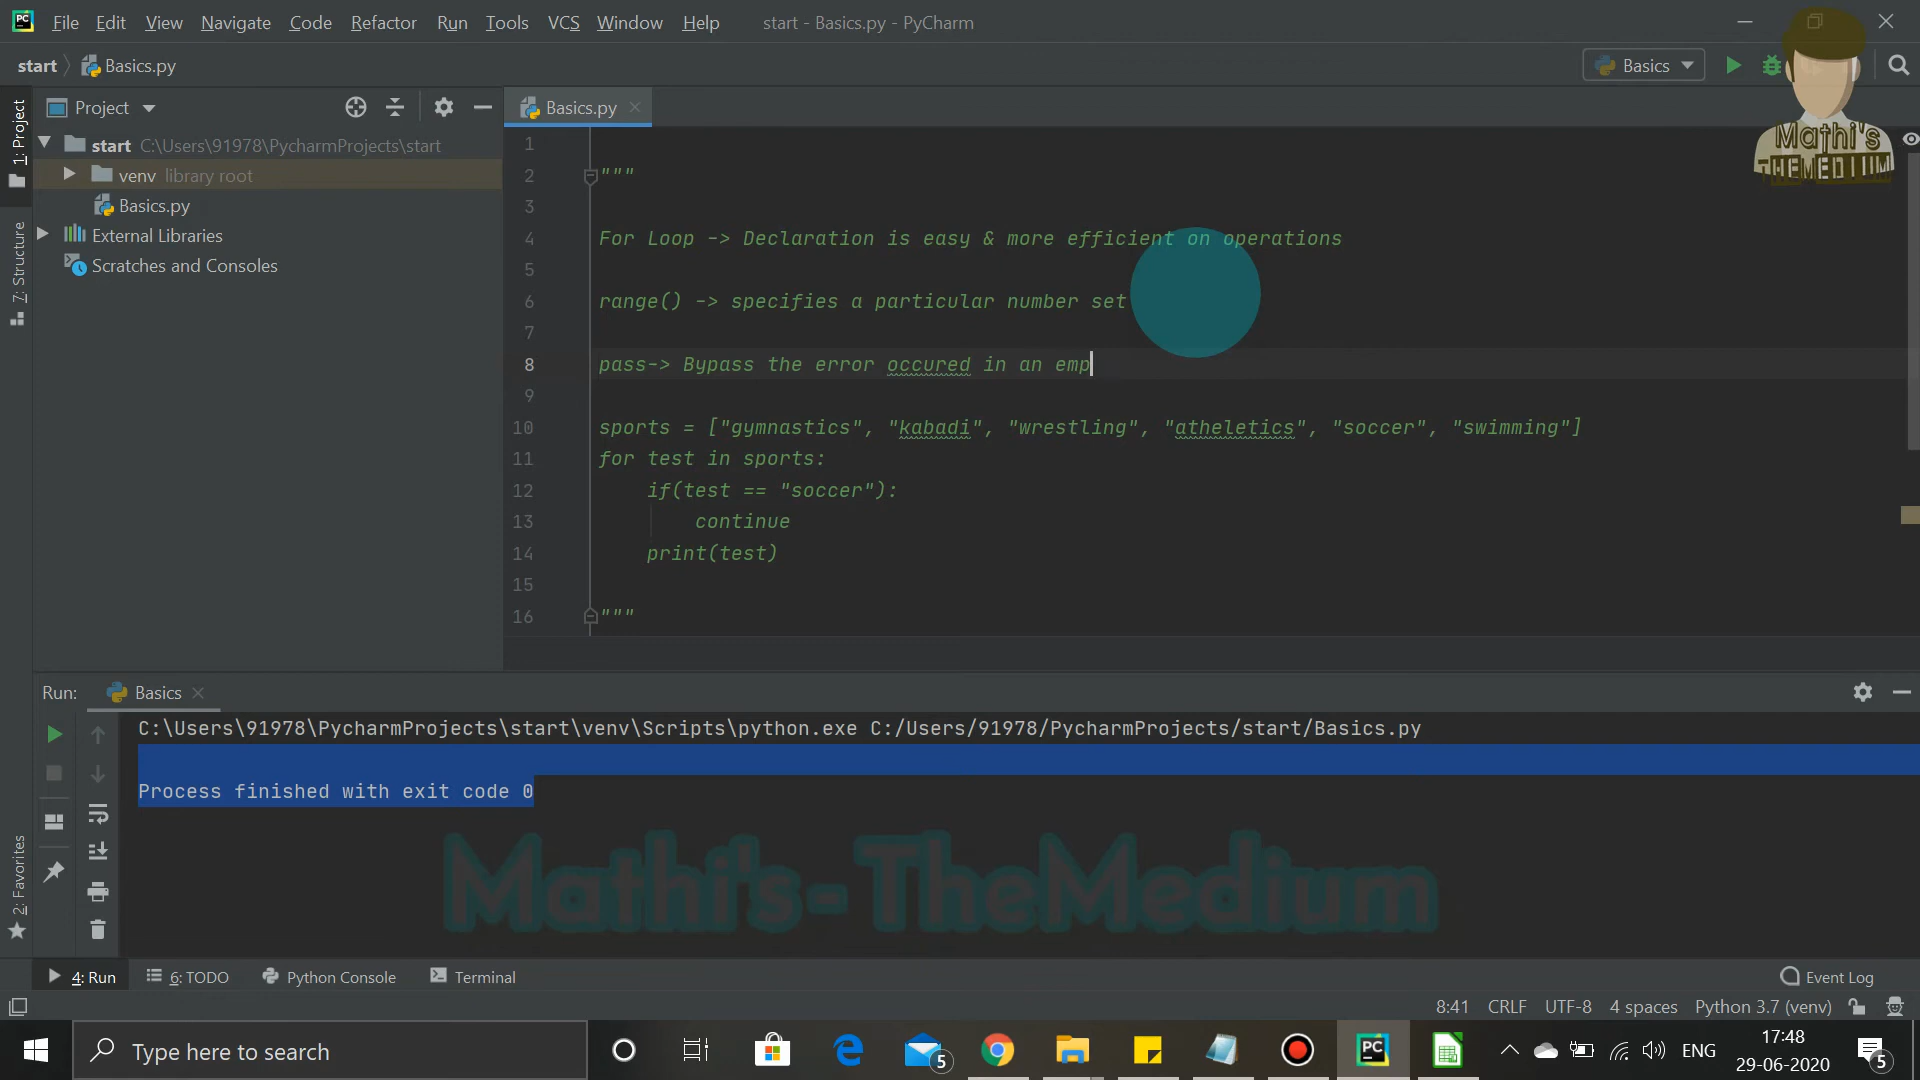 File Edit View Navigate Code Refactor Run Tools VCS Window Help start - Basics.py - PyCharm
start Basics.py
Basics
Project
Basics.py
1: Project
start C:\Users\91978\PycharmProjects\start
venv library root
Basics.py
External Libraries
Scratches and Consoles
7: Structure
Mathi's
THEMEDIUM
1
2 """
3
4 For Loop -> Declaration is easy & more efficient on operations
5
6 range() -> specifies a particular number set
7
8 pass-> Bypass the error occured in an emp
9
10 sports = ["gymnastics", "kabadi", "wrestling", "atheletics", "soccer", "swimming"]
11 for test in sports:
12 if(test == "soccer"):
13 continue
14 print(test)
15
16 """
Run: Basics
C:\Users\91978\PycharmProjects\start\venv\Scripts\python.exe C:/Users/91978/PycharmProjects/start/Basics.py
Process finished with exit code 0
Mathi's - TheMedium
2: Favorites
4: Run 6: TODO Python Console Terminal Event Log
8:41 CRLF UTF-8 4 spaces Python 3.7 (venv)
Type here to search
5
PC
ENG
17:48
29-06-2020
5